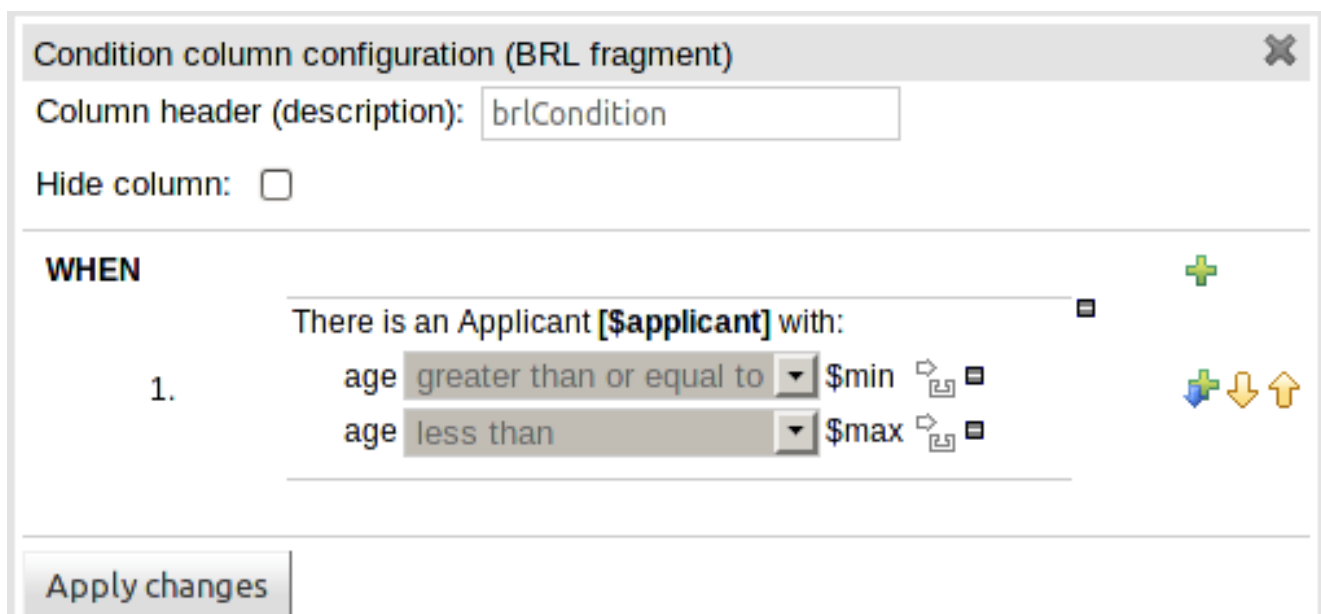 Condition column configuration (BRL fragment)
Column header (description): brlCondition
Hide column:
WHEN
There is an Applicant [$applicant] with:
1.
age greater than or equal to $min
age less than $max
Apply changes